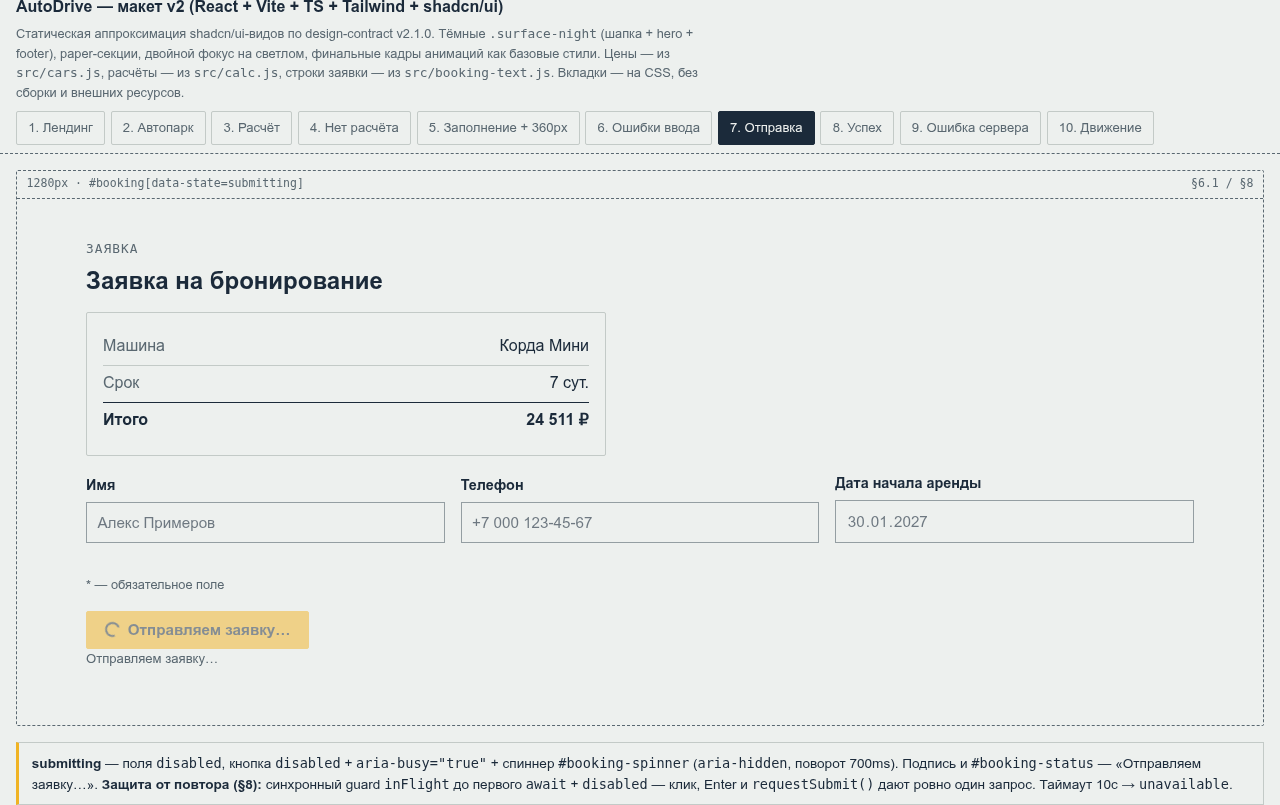 AutoDrive — макет v2 (React + Vite + TS + Tailwind + shadcn/ui)
Статическая аппроксимация shadcn/ui-видов по design-contract v2.1.0. Тёмные .surface-night (шапка + hero +
footer), paper-секции, двойной фокус на светлом, финальные кадры анимаций как базовые стили. Цены — из
src/cars.js, расчёты — из src/calc.js, строки заявки — из src/booking-text.js. Вкладки — на CSS, без
сборки и внешних ресурсов.
1. Лендинг 2. Автопарк 3. Расчёт 4. Нет расчёта 5. Заполнение + 360px 6. Ошибки ввода 7. Отправка 8. Успех 9. Ошибка сервера 10. Движение
1280px · #booking[data-state=submitting] §6.1 / §8
ЗАЯВКА
Заявка на бронирование
Машина Корда Мини
Срок 7 сут.
Итого 24 511 ₽
Имя Телефон Дата начала аренды
Алекс Примеров +7 000 123-45-67 30.01.2027
* — обязательное поле
Отправляем заявку…
Отправляем заявку…
submitting — поля disabled, кнопка disabled + aria-busy="true" + спиннер #booking-spinner (aria-hidden, поворот 700ms). Подпись и #booking-status — «Отправляем
заявку…». Защита от повтора (§8): синхронный guard inFlight до первого await + disabled — клик, Enter и requestSubmit() дают ровно один запрос. Таймаут 10с → unavailable.